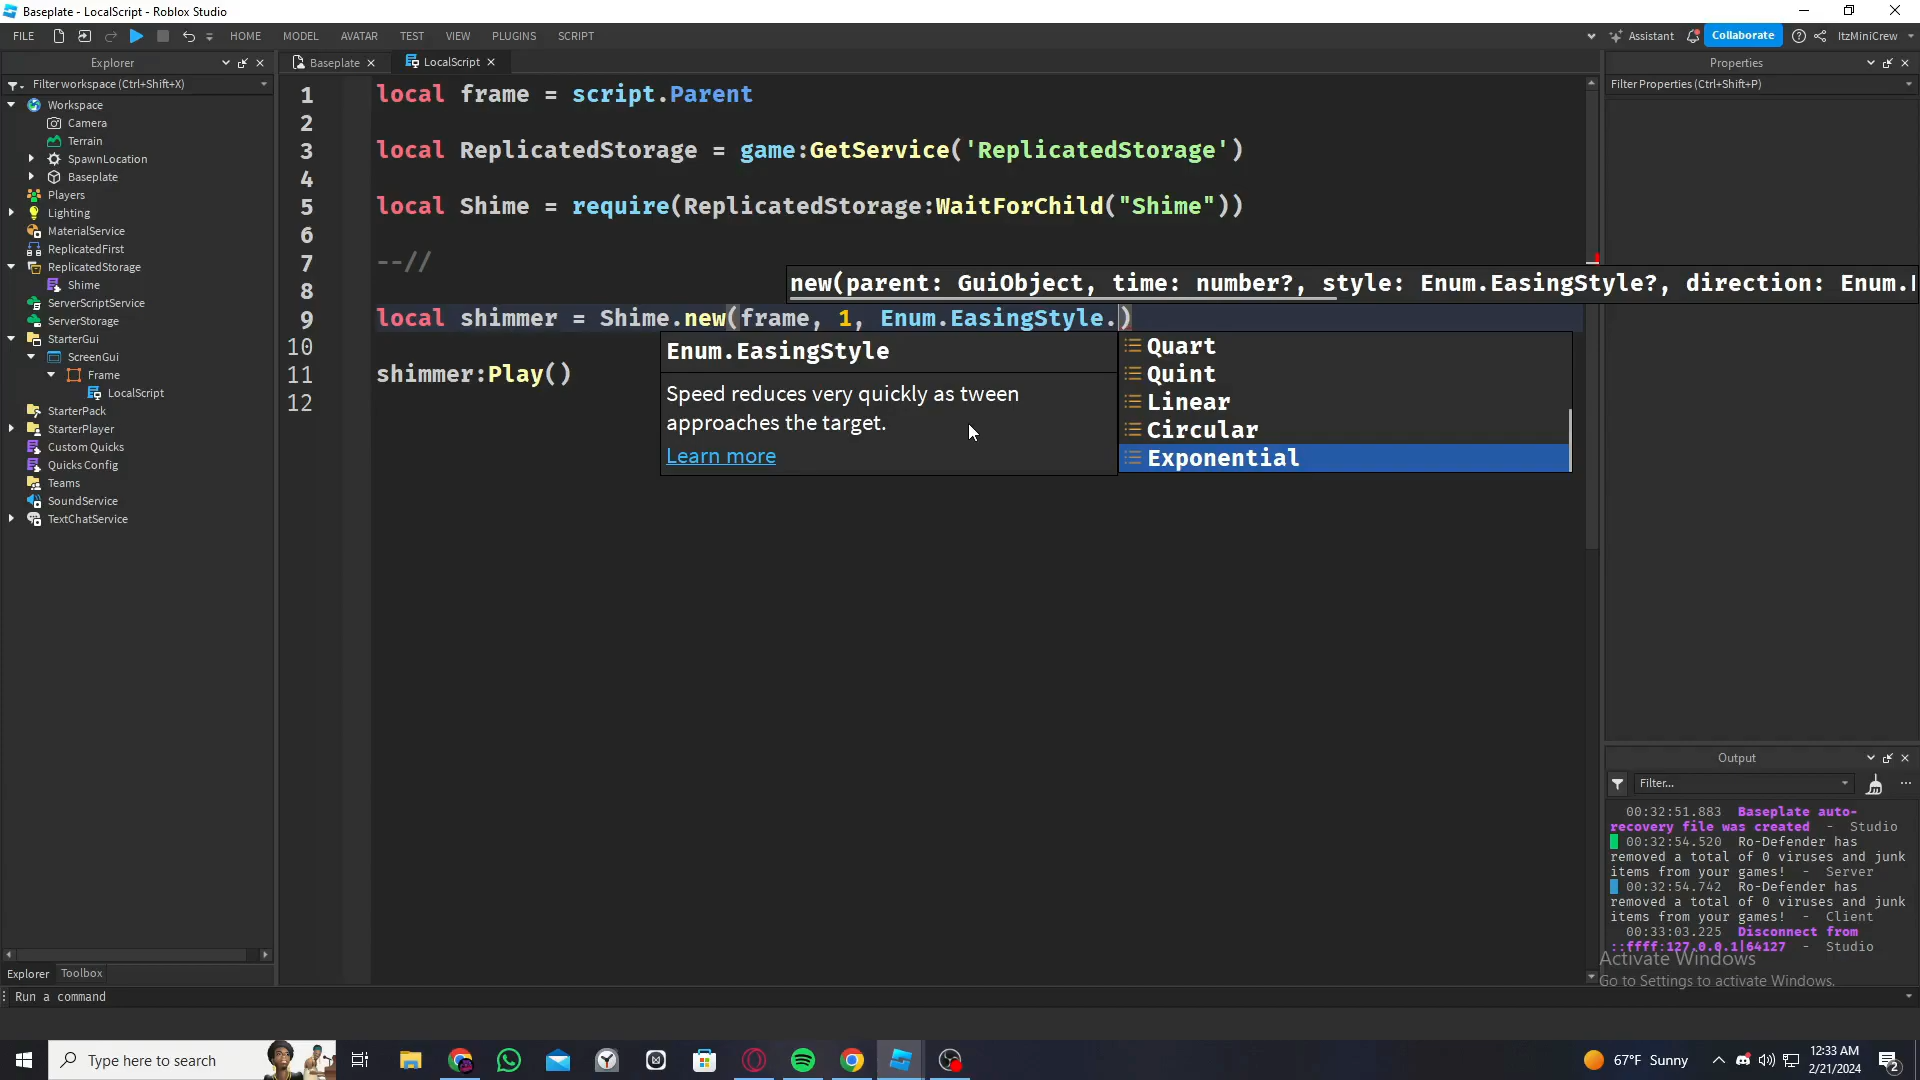 Baseplate - LocalScript - Roblox Studio
FILE HOME MODEL AVATAR TEST VIEW PLUGINS SCRIPT Assistant Collaborate ItzMiniCrew
Explorer
Filter workspace (Ctrl+Shift+X)
Workspace
Camera
Terrain
SpawnLocation
Baseplate
Players
Lighting
MaterialService
ReplicatedFirst
ReplicatedStorage
Shime
ServerScriptService
ServerStorage
StarterGui
ScreenGui
Frame
LocalScript
StarterPack
StarterPlayer
Custom Quicks
Quicks Config
Teams
SoundService
TextChatService
Explorer Toolbox
Baseplate LocalScript
1 local frame = script.Parent
2
3 local ReplicatedStorage = game:GetService('ReplicatedStorage')
4
5 local Shime = require(ReplicatedStorage:WaitForChild("Shime"))
6
7 --//
8
new(parent: GuiObject, time: number?, style: Enum.EasingStyle?, direction: Enum.
9 local shimmer = Shime.new(frame, 1, Enum.EasingStyle.)
10
11 shimmer:Play()
12
Enum.EasingStyle
Speed reduces very quickly as tween
approaches the target.
Learn more
Quart
Quint
Linear
Circular
Exponential
Properties
Filter Properties (Ctrl+Shift+P)
Output
Filter...
00:32:51.883 Baseplate auto-
recovery file was created - Studio
00:32:54.520 Ro-Defender has
removed a total of 0 viruses and junk
items from your games! - Server
00:32:54.742 Ro-Defender has
removed a total of 0 viruses and junk
items from your games! - Client
00:33:03.225 Disconnect from
::ffff:127.0.0.1|64127 - Studio
Activate Windows
Go to Settings to activate Windows.
Run a command
Type here to search
67°F Sunny
12:33 AM
2/21/2024
2